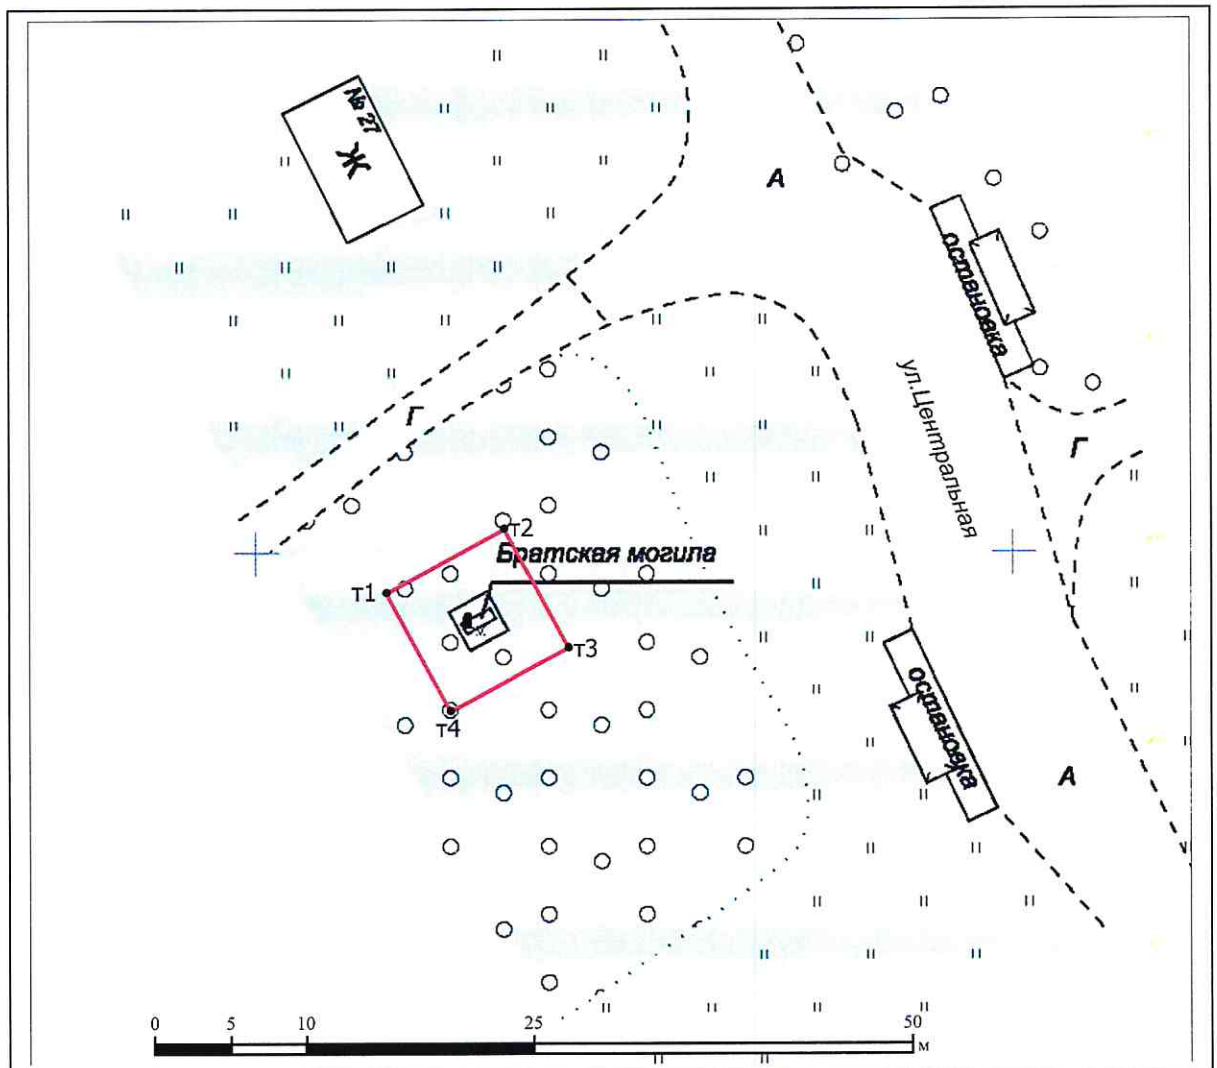 № 27
Ж
А
остановка
ул.Центральная
Г
Г
т2
Братская могила
т1
т3
т4
остановка
А
0 5 10 25 50
м